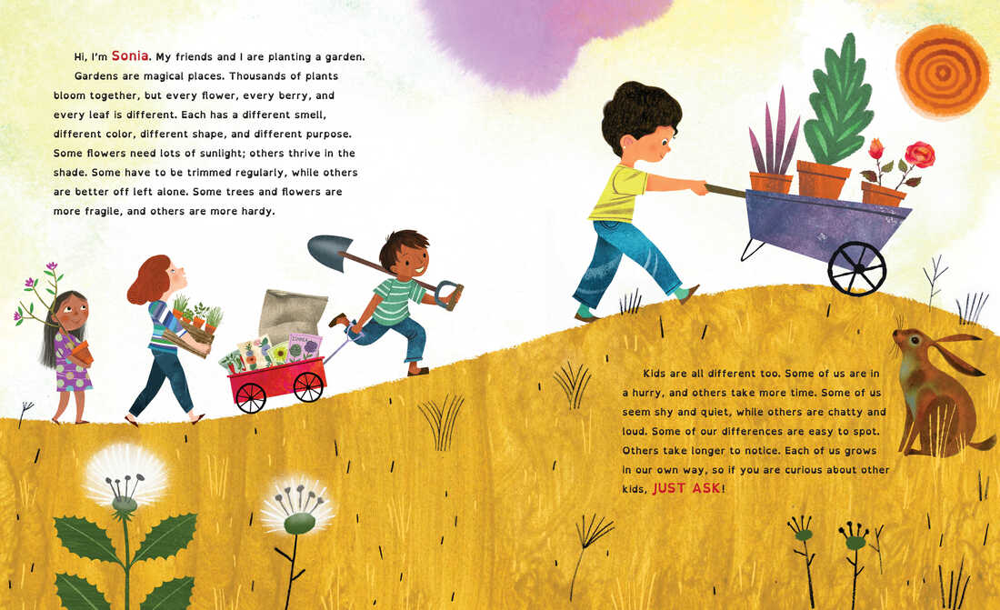 Hi, I'm Sonia. My friends and I are planting a garden.
Gardens are magical places. Thousands of plants
bloom together, but every flower, every berry, and
every leaf is different. Each has a different smell,
different color, different shape, and different purpose.
Some flowers need lots of sunlight; others thrive in the
shade. Some have to be trimmed regularly, while others
are better off left alone. Some trees and flowers are
more fragile, and others are more hardy.
ZINNIA
Kids are all different too. Some of us are in
a hurry, and others take more time. Some of us
seem shy and quiet, while others are chatty and
loud. Some of our differences are easy to spot.
Others take longer to notice. Each of us grows
in our own way, so if you are curious about other
kids, JUST ASK!